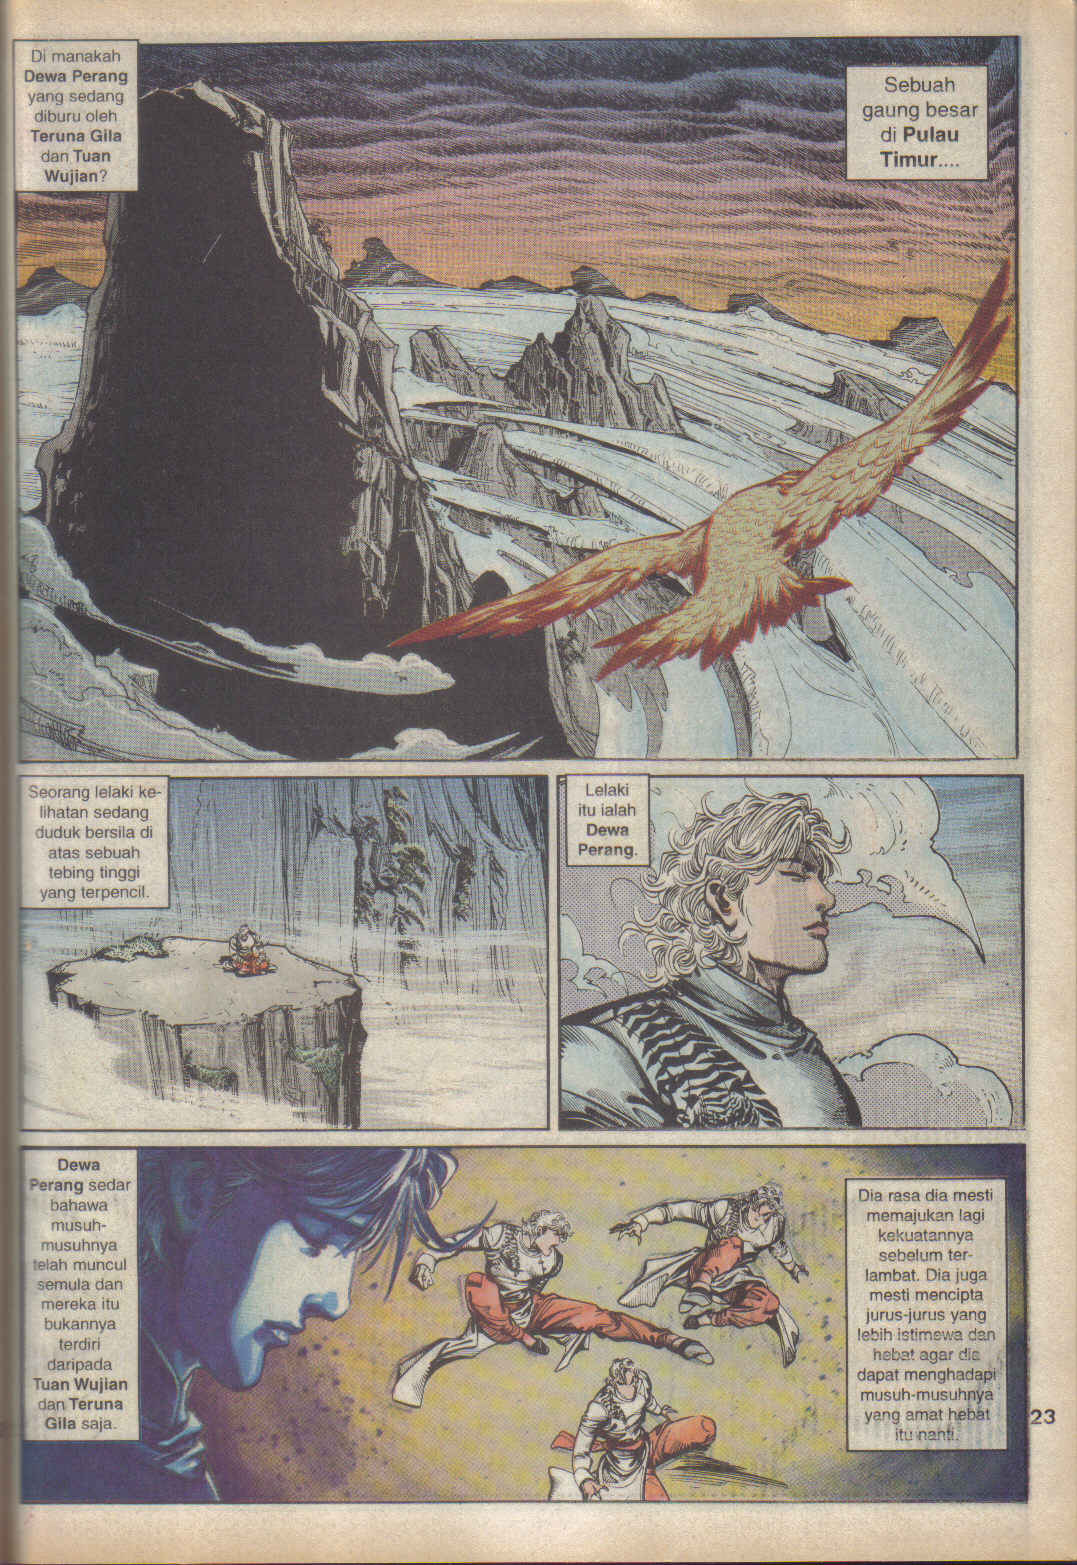 Di manakah
Dewa Perang
yang sedang
diburu oleh
Teruna Gila
dan Tuan
Wujian?
Sebuah
gaung besar
di Pulau
Timur....
Seorang lelaki ke-
lihatan sedang
duduk bersila di
atas sebuah
tebing tinggi
yang terpencil.
Lelaki
itu ialah
Dewa
Perang.
Dewa
Perang sedar
bahawa
musuh-
musuhnya
telah muncul
semula dan
mereka itu
bukannya
terdiri
daripada
Tuan Wujian
dan Teruna
Gila saja.
Dia rasa dia mesti
memajukan lagi
kekuatannya
sebelum ter-
lambat. Dia juga
mesti mencipta
jurus-jurus yang
lebih istimewa dan
hebat agar dia
dapat menghadapi
musuh-musuhnya
yang amat hebat
itu nanti.
23